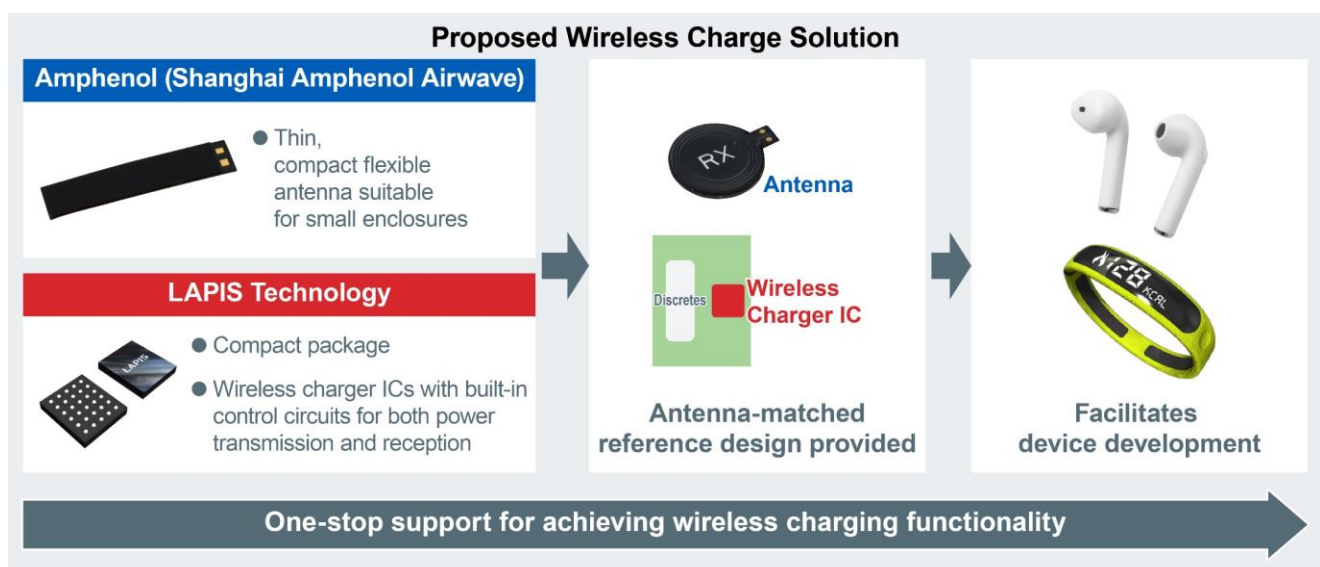 Proposed Wireless Charge Solution
Amphenol (Shanghai Amphenol Airwave)
● Thin,
compact flexible
antenna suitable
for small enclosures
LAPIS Technology
LAPIS
● Compact package
● Wireless charger ICs with built-in
control circuits for both power
transmission and reception
RX
Antenna
Discretes
Wireless
Charger IC
Antenna-matched
reference design provided
128
KCAL
Facilitates
device development
One-stop support for achieving wireless charging functionality